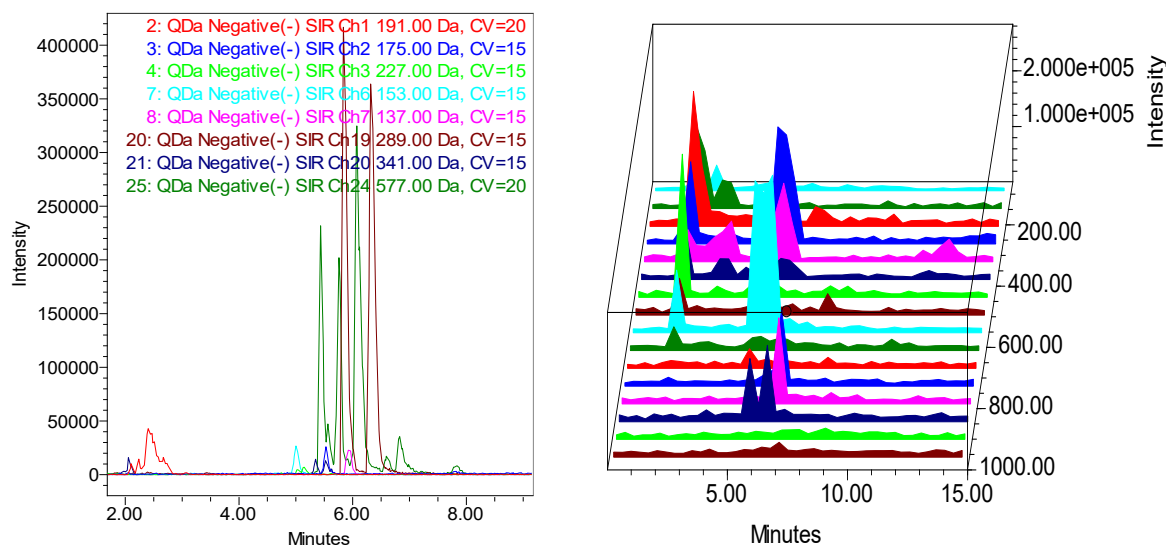 2: QDa Negative(-) SIR Ch1 191.00 Da, CV=20
3: QDa Negative(-) SIR Ch2 175.00 Da, CV=15
4: QDa Negative(-) SIR Ch3 227.00 Da, CV=15
7: QDa Negative(-) SIR Ch6 153.00 Da, CV=15
8: QDa Negative(-) SIR Ch7 137.00 Da, CV=15
20: QDa Negative(-) SIR Ch19 289.00 Da, CV=15
21: QDa Negative(-) SIR Ch20 341.00 Da, CV=15
25: QDa Negative(-) SIR Ch24 577.00 Da, CV=20
Intensity
400000
350000
300000
250000
200000
150000
100000
50000
0
2.00 4.00 6.00 8.00
Minutes
2.000e+005
1.000e+005
Intensity
200.00
400.00
600.00
800.00
1000.00
5.00 10.00 15.00
Minutes